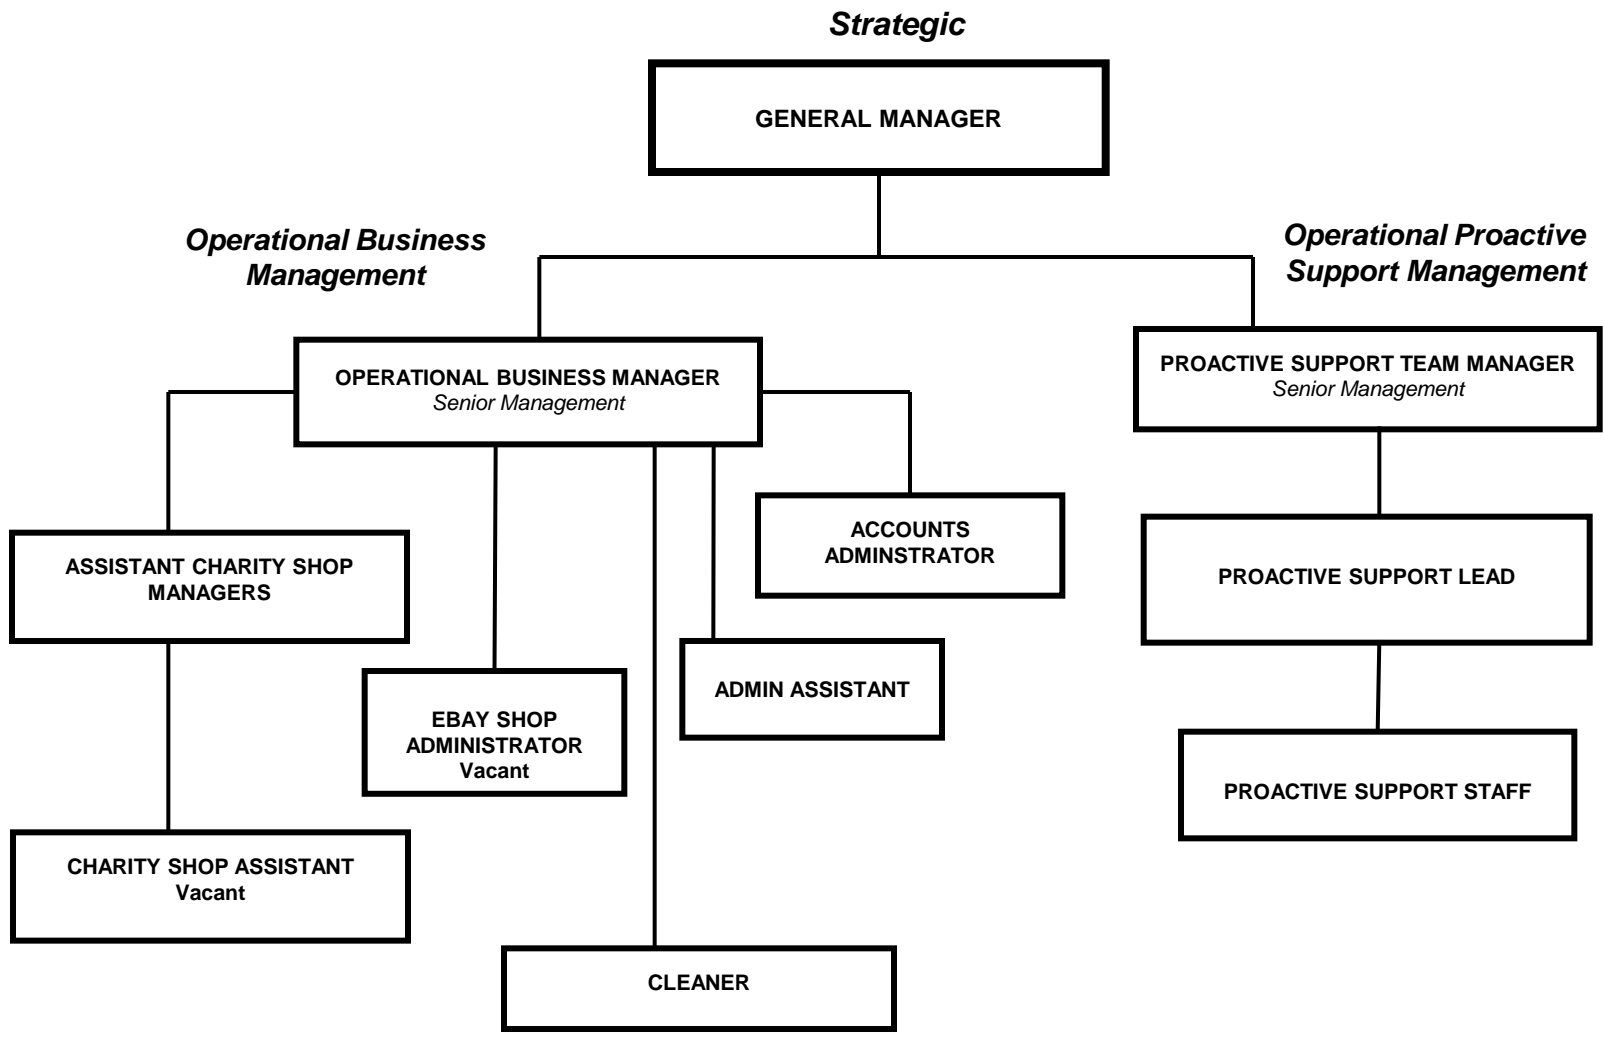 Strategic
GENERAL MANAGER
Operational Business
Management
Operational Proactive
Support Management
OPERATIONAL BUSINESS MANAGER
Senior Management
PROACTIVE SUPPORT TEAM MANAGER
Senior Management
ACCOUNTS
ADMINSTRATOR
ASSISTANT CHARITY SHOP
MANAGERS
PROACTIVE SUPPORT LEAD
ADMIN ASSISTANT
EBAY SHOP
ADMINISTRATOR
Vacant
PROACTIVE SUPPORT STAFF
CHARITY SHOP ASSISTANT
Vacant
CLEANER